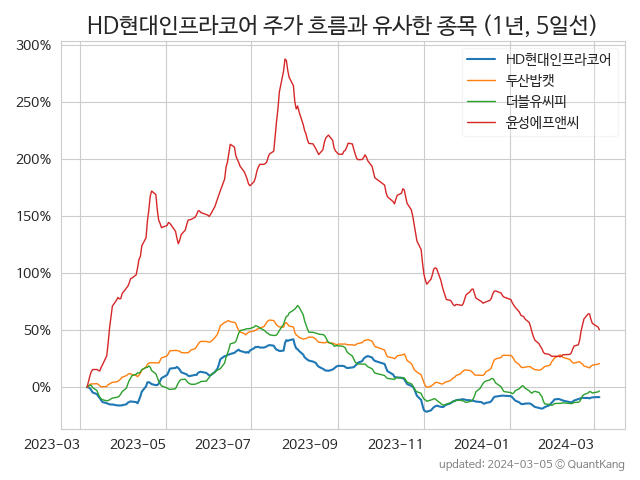 HD현대인프라코어 주가 흐름과 유사한 종목 (1년, 5일선)
300%
250%
200%
150%
100%
50%
0%
HD현대인프라코어
두산밥캣
더블유씨피
윤성에프앤씨
2023-03 2023-05 2023-07 2023-09 2023-11 2024-01 2024-03
updated: 2024-03-05 © QuantKang